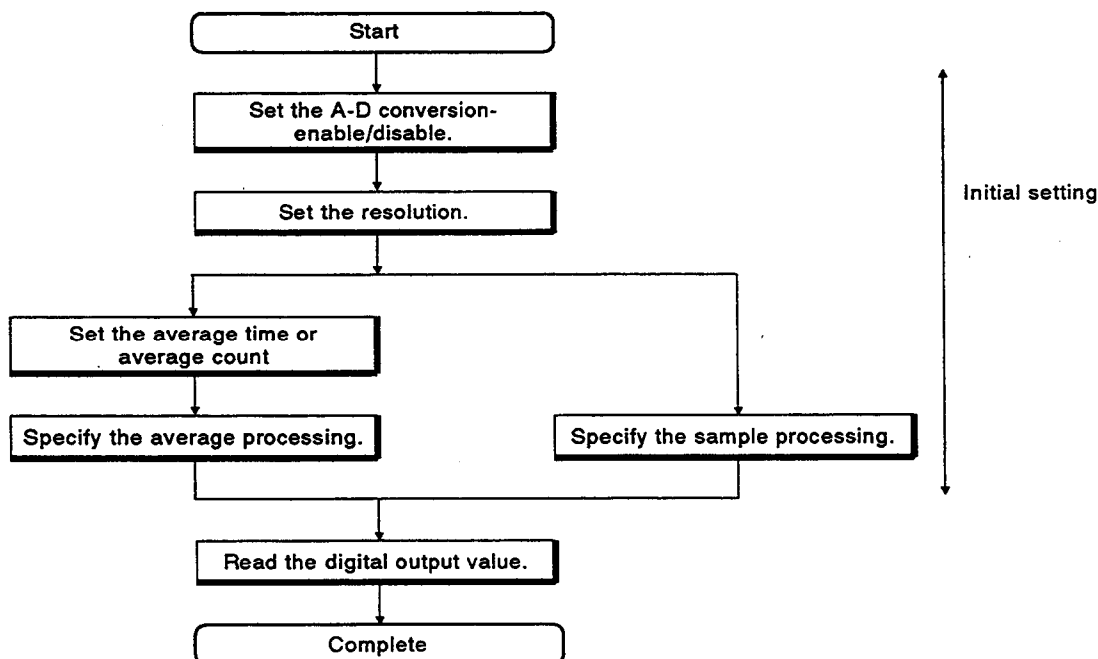 Start
Set the A-D conversion-
enable/disable.
Set the resolution.
Initial setting
Set the average time or
average count
Specify the average processing.
Specify the sample processing.
Read the digital output value.
Complete